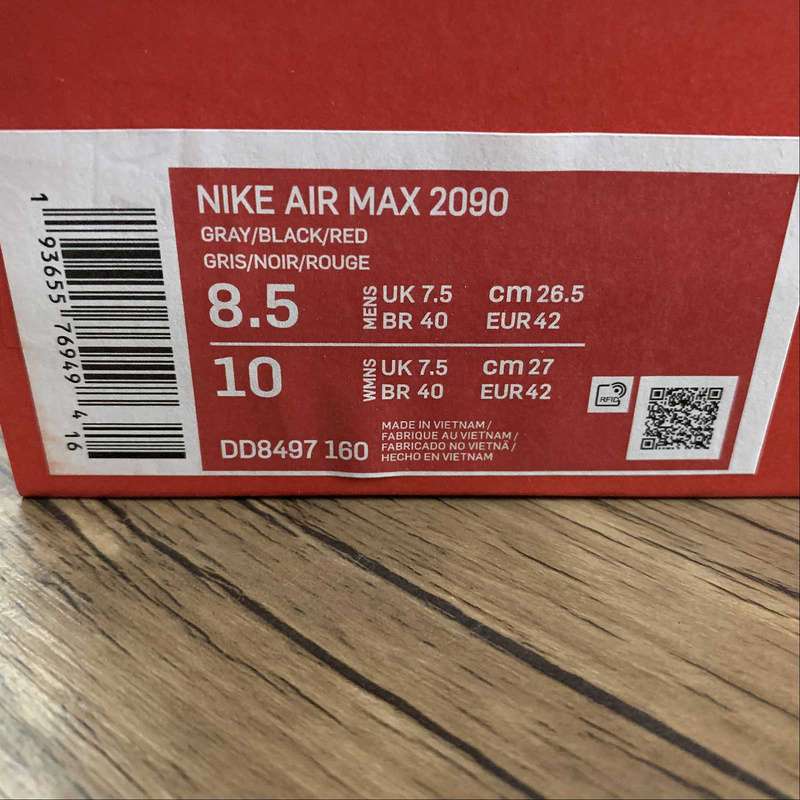 NIKE AIR MAX 2090
GRAY/BLACK/RED
GRIS/NOIR/ROUGE
8.5 MENS UK 7.5 cm 26.5
BR 40 EUR 42
10 WMNS UK 7.5 cm 27
BR 40 EUR 42
RFID
DD8497 160
MADE IN VIETNAM /
FABRIQUE AU VIETNAM /
FABRICADO NO VIETNÃ /
HECHO EN VIETNAM
1 93655 76949 4 16